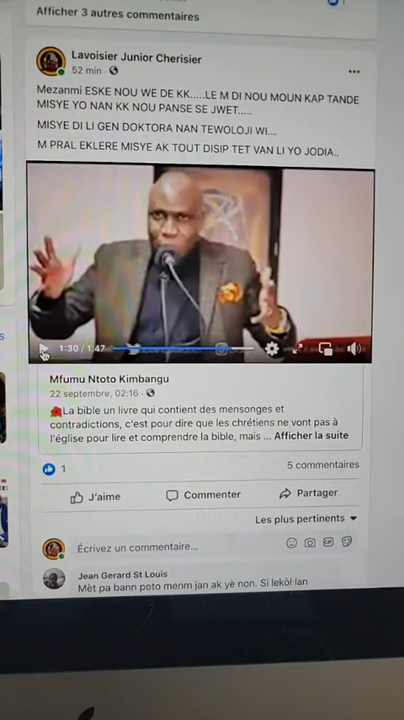 Afficher 3 autres commentaires
Lavoisier Junior Cherisier
52 min ·
Mezanmi ESKE NOU WE DE KK.....LE M DI NOU MOUN KAP TANDE
MISYE YO NAN KK NOU PANSE SE JWET.....
MISYE DI LI GEN DOKTORA NAN TEWOLOJI WI...
M PRAL EKLERE MISYE AK TOUT DISIP TET VAN LI YO JODIA..
1:30 / 1:47
Mfumu Ntoto Kimbangu
22 septembre, 02:16 ·
La bible un livre qui contient des mensonges et
contradictions, c'est pour dire que les chrétiens ne vont pas à
l'église pour lire et comprendre la bible, mais ... Afficher la suite
1
5 commentaires
J'aime
Commenter
Partager
Les plus pertinents
Écrivez un commentaire...
GIF
Jean Gerard St Louis
Mèt pa bann poto menm jan ak yè non. Si lekòl lan